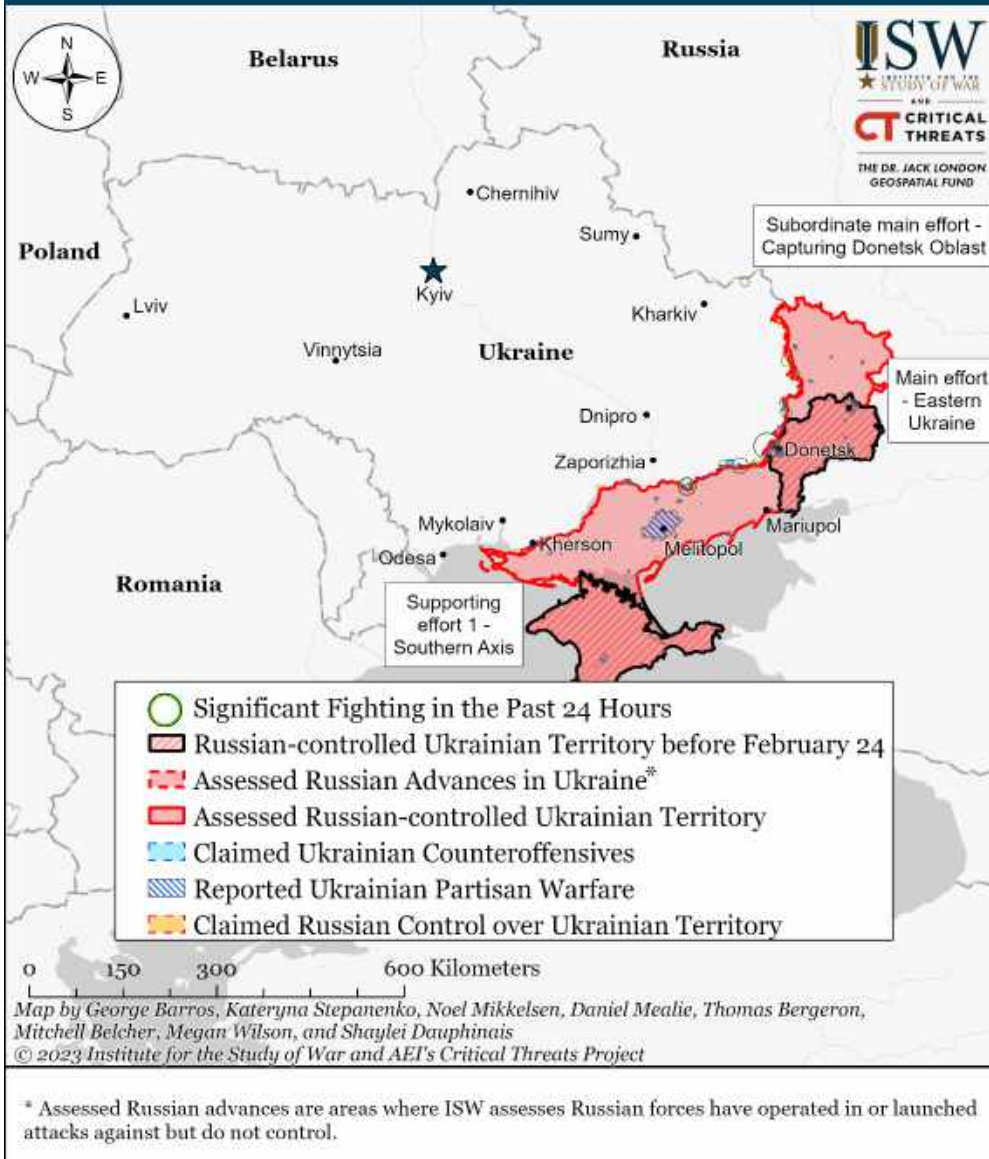 N
W
E
S
Belarus
Russia
ISW
INSTITUTE FOR THE
STUDY OF WAR
AND
CT CRITICAL
THREATS
THE DR. JACK LONDON
GEOSPATIAL FUND
Chernihiv
Subordinate main effort -
Capturing Donetsk Oblast
Sumy
Poland
Kyiv
Lviv
Kharkiv
Vinnytsia
Ukraine
Main effort
- Eastern
Ukraine
Dnipro
Donetsk
Zaporizhia
Mykolaiv
Mariupol
Kherson
Melitopol
Odesa
Romania
Supporting
effort 1 -
Southern Axis
Significant Fighting in the Past 24 Hours
Russian-controlled Ukrainian Territory before February 24
Assessed Russian Advances in Ukraine*
Assessed Russian-controlled Ukrainian Territory
Claimed Ukrainian Counteroffensives
Reported Ukrainian Partisan Warfare
Claimed Russian Control over Ukrainian Territory
0 150 300 600 Kilometers
Map by George Barros, Kateryna Stepanenko, Noel Mikkelsen, Daniel Mealie, Thomas Bergeron,
Mitchell Belcher, Megan Wilson, and Shaylei Dauphinais
© 2023 Institute for the Study of War and AEI's Critical Threats Project
* Assessed Russian advances are areas where ISW assesses Russian forces have operated in or launched
attacks against but do not control.